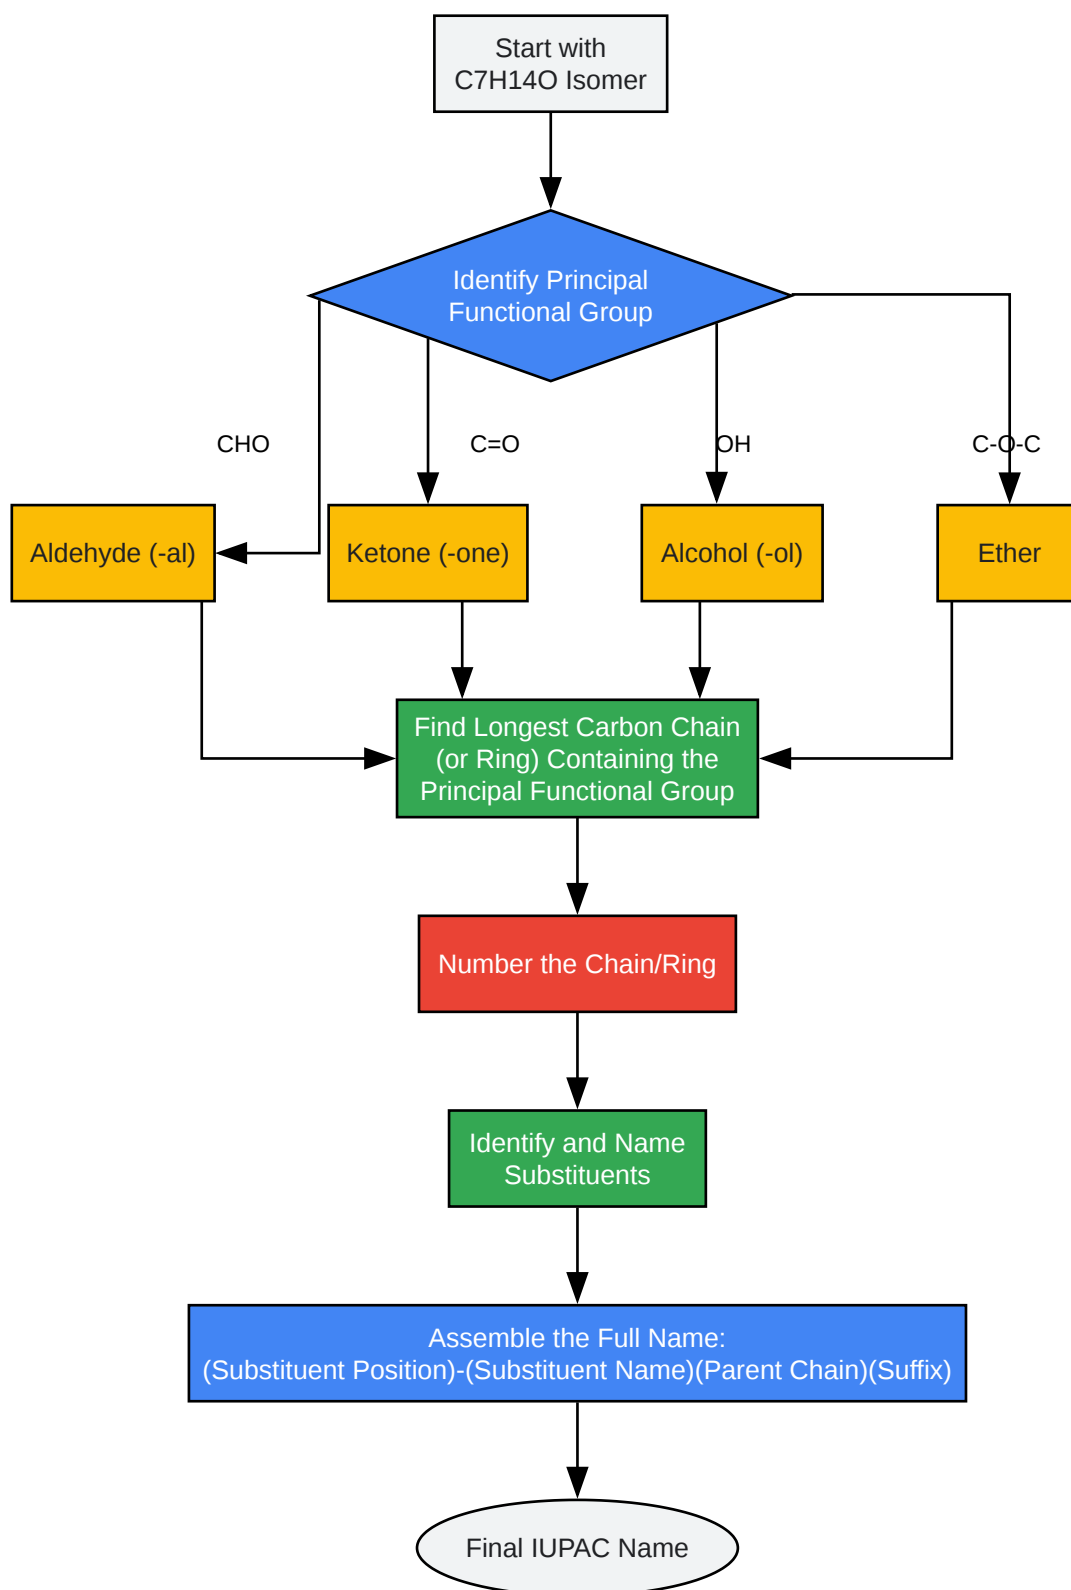 Start with
C7H14O Isomer
Identify Principal
Functional Group
CHO
C=O
OH
C-O-C
Aldehyde (-al)
Ketone (-one)
Alcohol (-ol)
Ether
Find Longest Carbon Chain
(or Ring) Containing the
Principal Functional Group
Number the Chain/Ring
Identify and Name
Substituents
Assemble the Full Name:
(Substituent Position)-(Substituent Name)(Parent Chain)(Suffix)
Final IUPAC Name